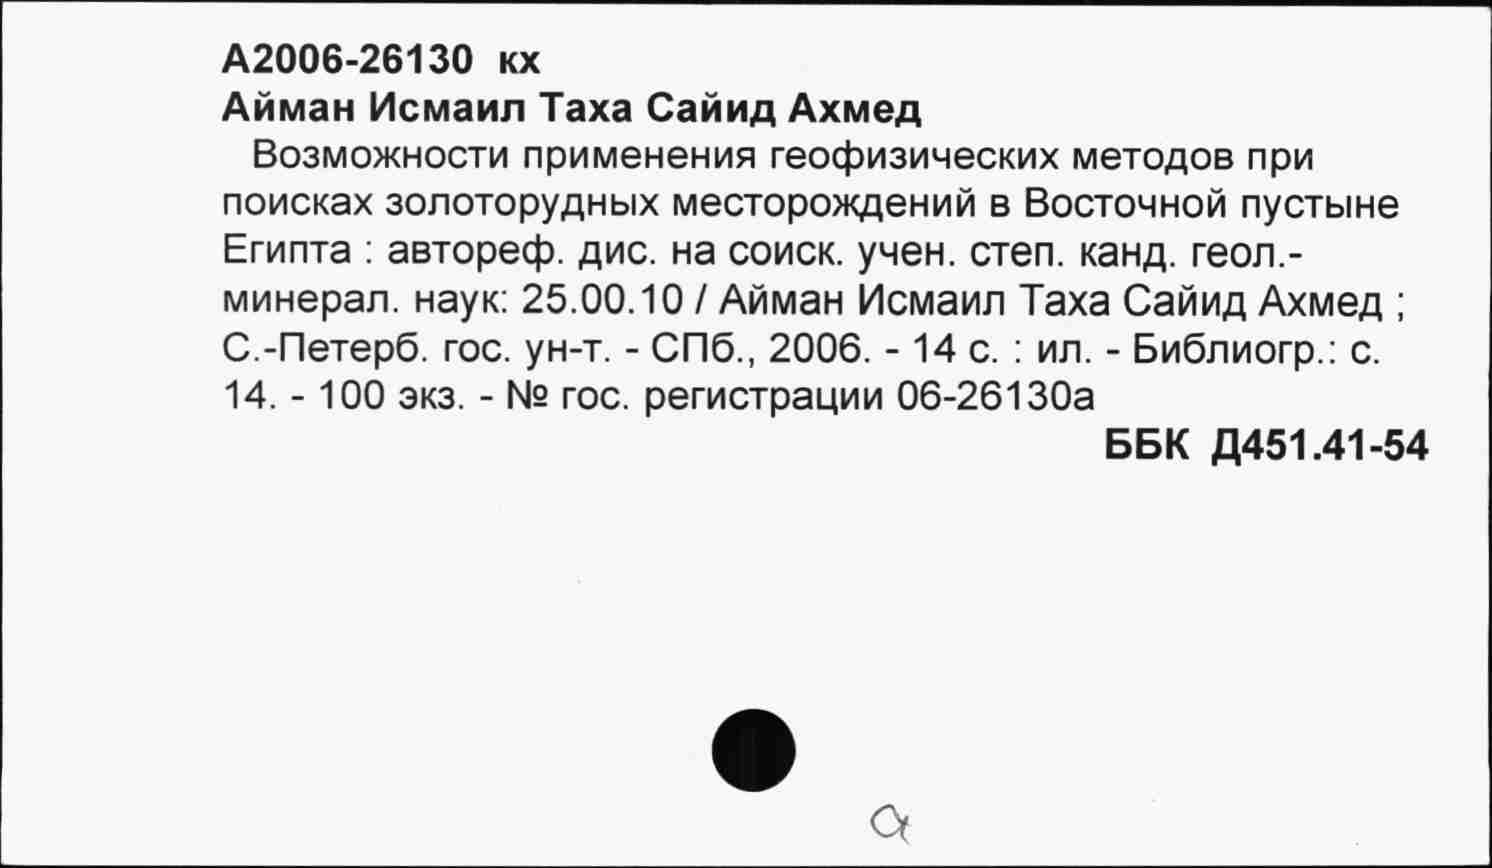 А2006-26130 кх
Айман Исмаил Таха Сайид Ахмед
Возможности применения геофизических методов при
поисках золоторудных месторождений в Восточной пустыне
Египта : автореф. дис. на соиск. учен. степ. канд. геол.-
минерал. наук: 25.00.10 / Айман Исмаил Таха Сайид Ахмед ;
С.-Петерб. гос. ун-т. - СПб., 2006. - 14 с. : ил. - Библиогр.: с.
14. - 100 экз. - № гос. регистрации 06-26130а
ББК Д451.41-54